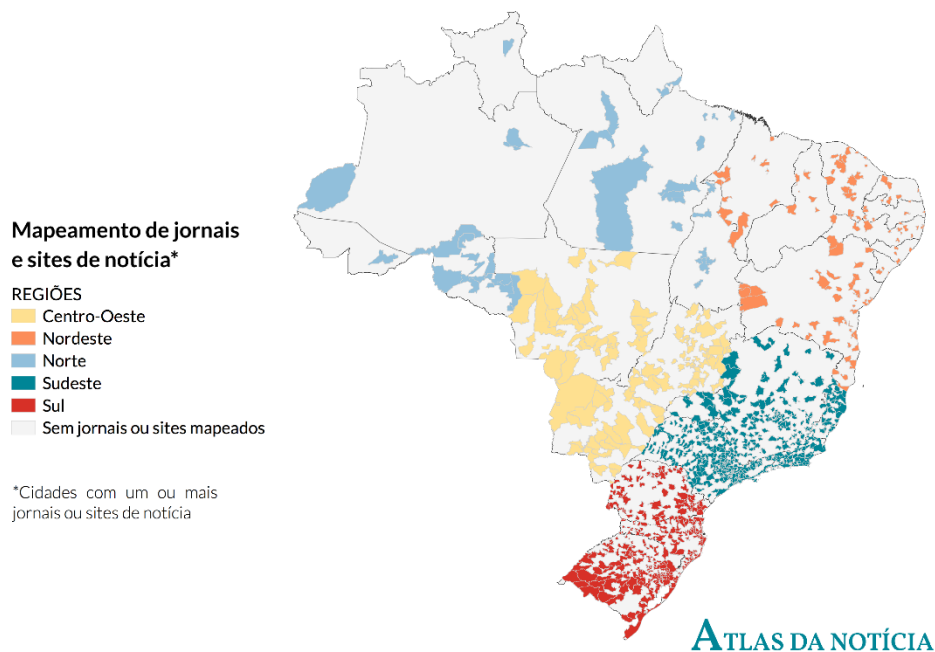 Mapeamento de jornais
e sites de notícia*
REGIÕES
Centro-Oeste
Nordeste
Norte
Sudeste
Sul
Sem jornais ou sites mapeados
*Cidades com um ou mais
jornais ou sites de notícia
ATLAS DA NOTÍCIA